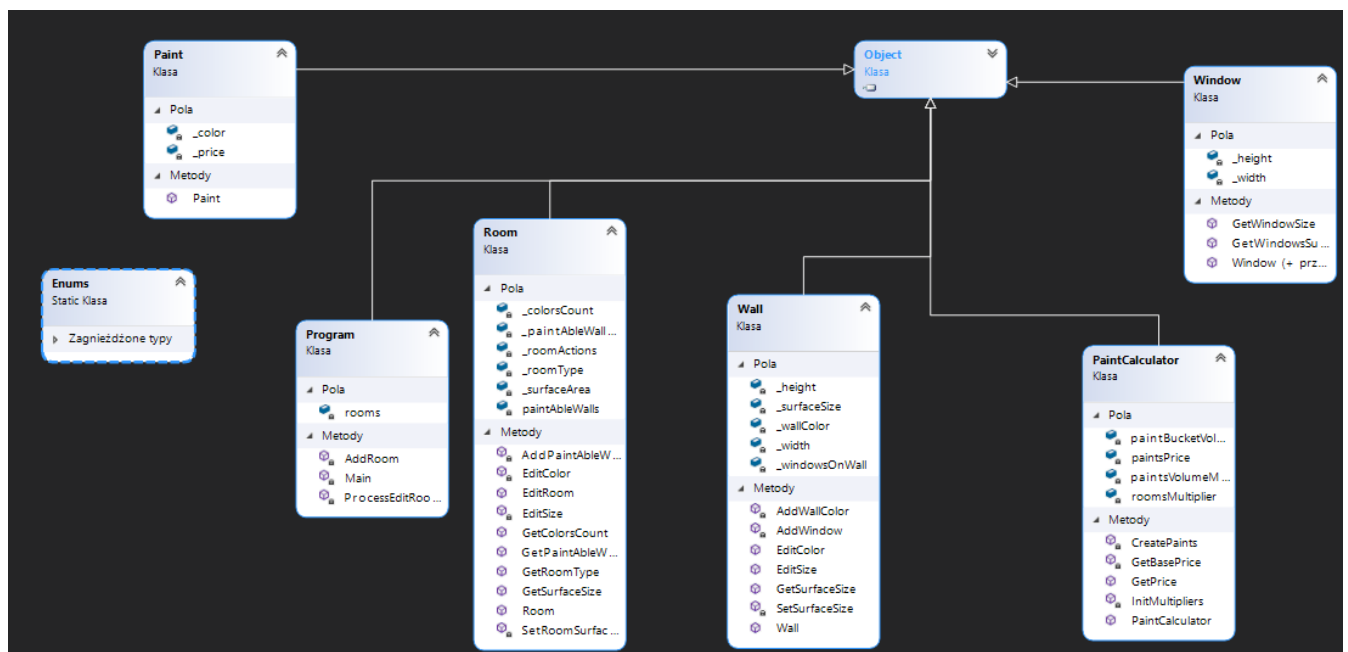 Paint
Klasa
Pola
_color
_price
Metody
Paint
Object
Klasa
Window
Klasa
Pola
_height
_width
Metody
GetWindowSize
GetWindowsSu ...
Window (+ prz...
Enums
Static Klasa
Zagnieżdżone typy
Program
Klasa
Pola
rooms
Metody
AddRoom
Main
ProcessEditRoo ...
Room
Klasa
Pola
_colorsCount
_paintAbleWall ...
_roomActions
_roomType
_surfaceArea
paintAbleWalls
Metody
AddPaintAbleW ...
EditColor
EditRoom
EditSize
GetColorsCount
GetPaintAbleW ...
GetRoomType
GetSurfaceSize
Room
SetRoomSurfac ...
Wall
Klasa
Pola
_height
_surfaceSize
_wallColor
_width
_windowsOnWall
Metody
AddWallColor
AddWindow
EditColor
EditSize
GetSurfaceSize
SetSurfaceSize
Wall
PaintCalculator
Klasa
Pola
paintBucketVol...
paintsPrice
paintsVolumeM ...
roomsMultiplier
Metody
CreatePaints
GetBasePrice
GetPrice
InitMultipliers
PaintCalculator